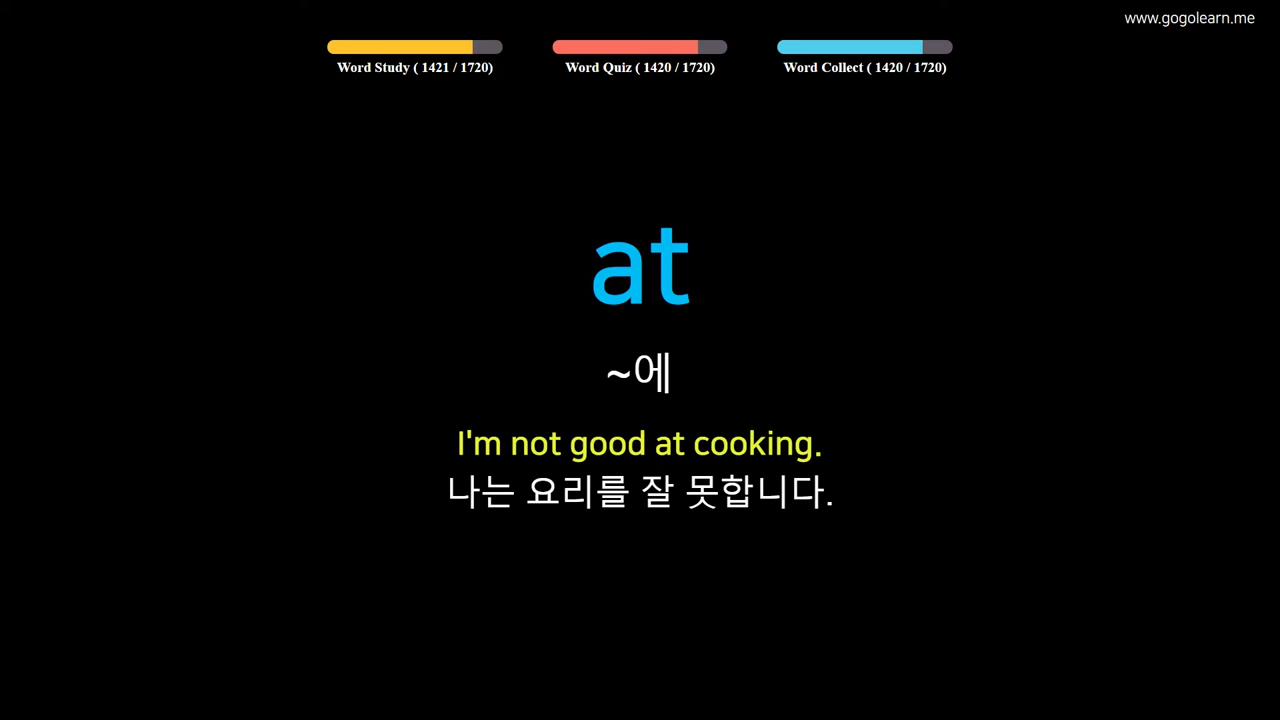 www.gogolearn.me
Word Study ( 1421 / 1720)
Word Quiz ( 1420 / 1720)
Word Collect ( 1420 / 1720)
at
~에
I'm not good at cooking.
나는 요리를 잘 못합니다.